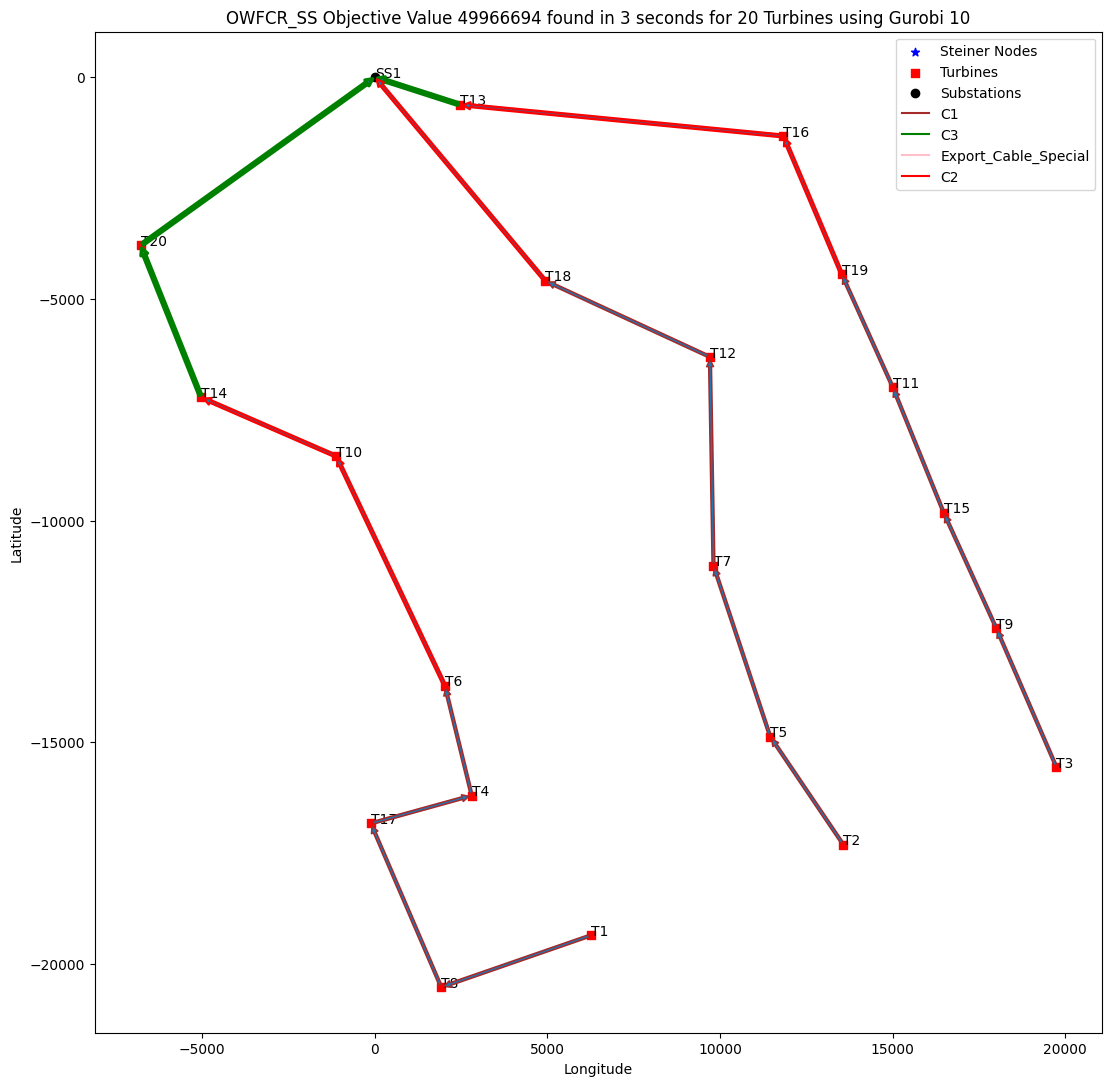 OWFCR_SS Objective Value 49966694 found in 3 seconds for 20 Turbines using Gurobi 10
Steiner Nodes
Turbines
Substations
C1
C3
Export_Cable_Special
C2
SS1
T13
T16
T20
T18
T19
T12
T11
T14
T10
T15
T7
T9
T6
T5
T3
T4
T17
T2
T1
T8
0
−5000
−10000
−15000
−20000
Latitude
−5000
0
5000
10000
15000
20000
Longitude